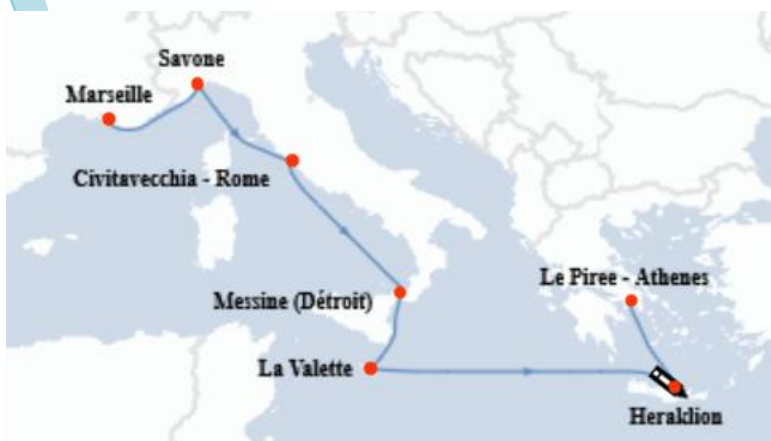 Savone
Marseille
Civitavecchia - Rome
Messine (Détroit)
Le Piree - Athenes
La Valette
Heraklion